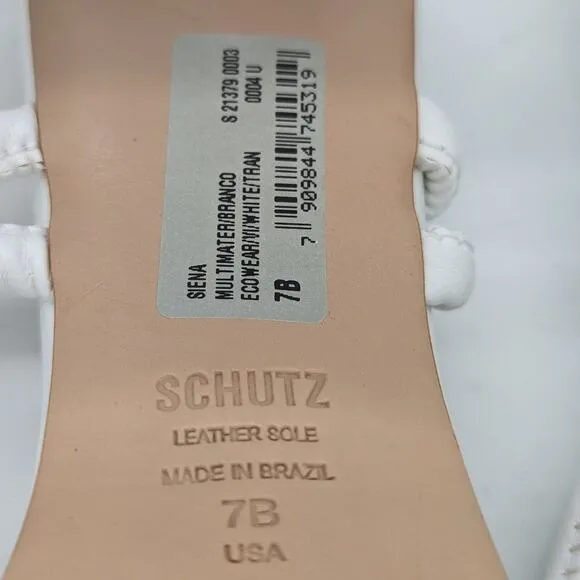 SIENA
S 21379 0003
MULTIMATER/BRANCO
0004 U
ECOWEAR/VI/WHITE/TRAN
7B
7 909844 745319
SCHUTZ
LEATHER SOLE
MADE IN BRAZIL
7B
USA